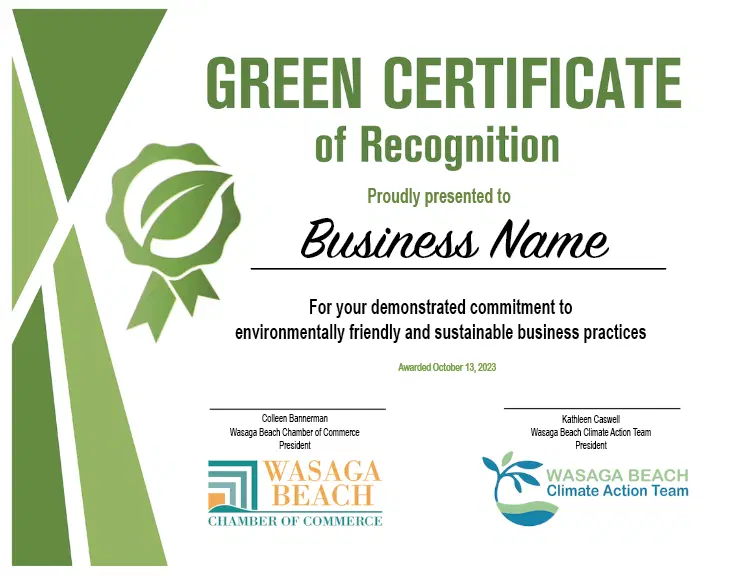 GREEN CERTIFICATE
of Recognition
Proudly presented to
Business Name
For your demonstrated commitment to
environmentally friendly and sustainable business practices
Awarded October 13, 2023
Colleen Bannerman
Wasaga Beach Chamber of Commerce
President
Kathleen Caswell
Wasaga Beach Climate Action Team
President
WASAGA
BEACH
CHAMBER OF COMMERCE
WASAGA BEACH
Climate Action Team